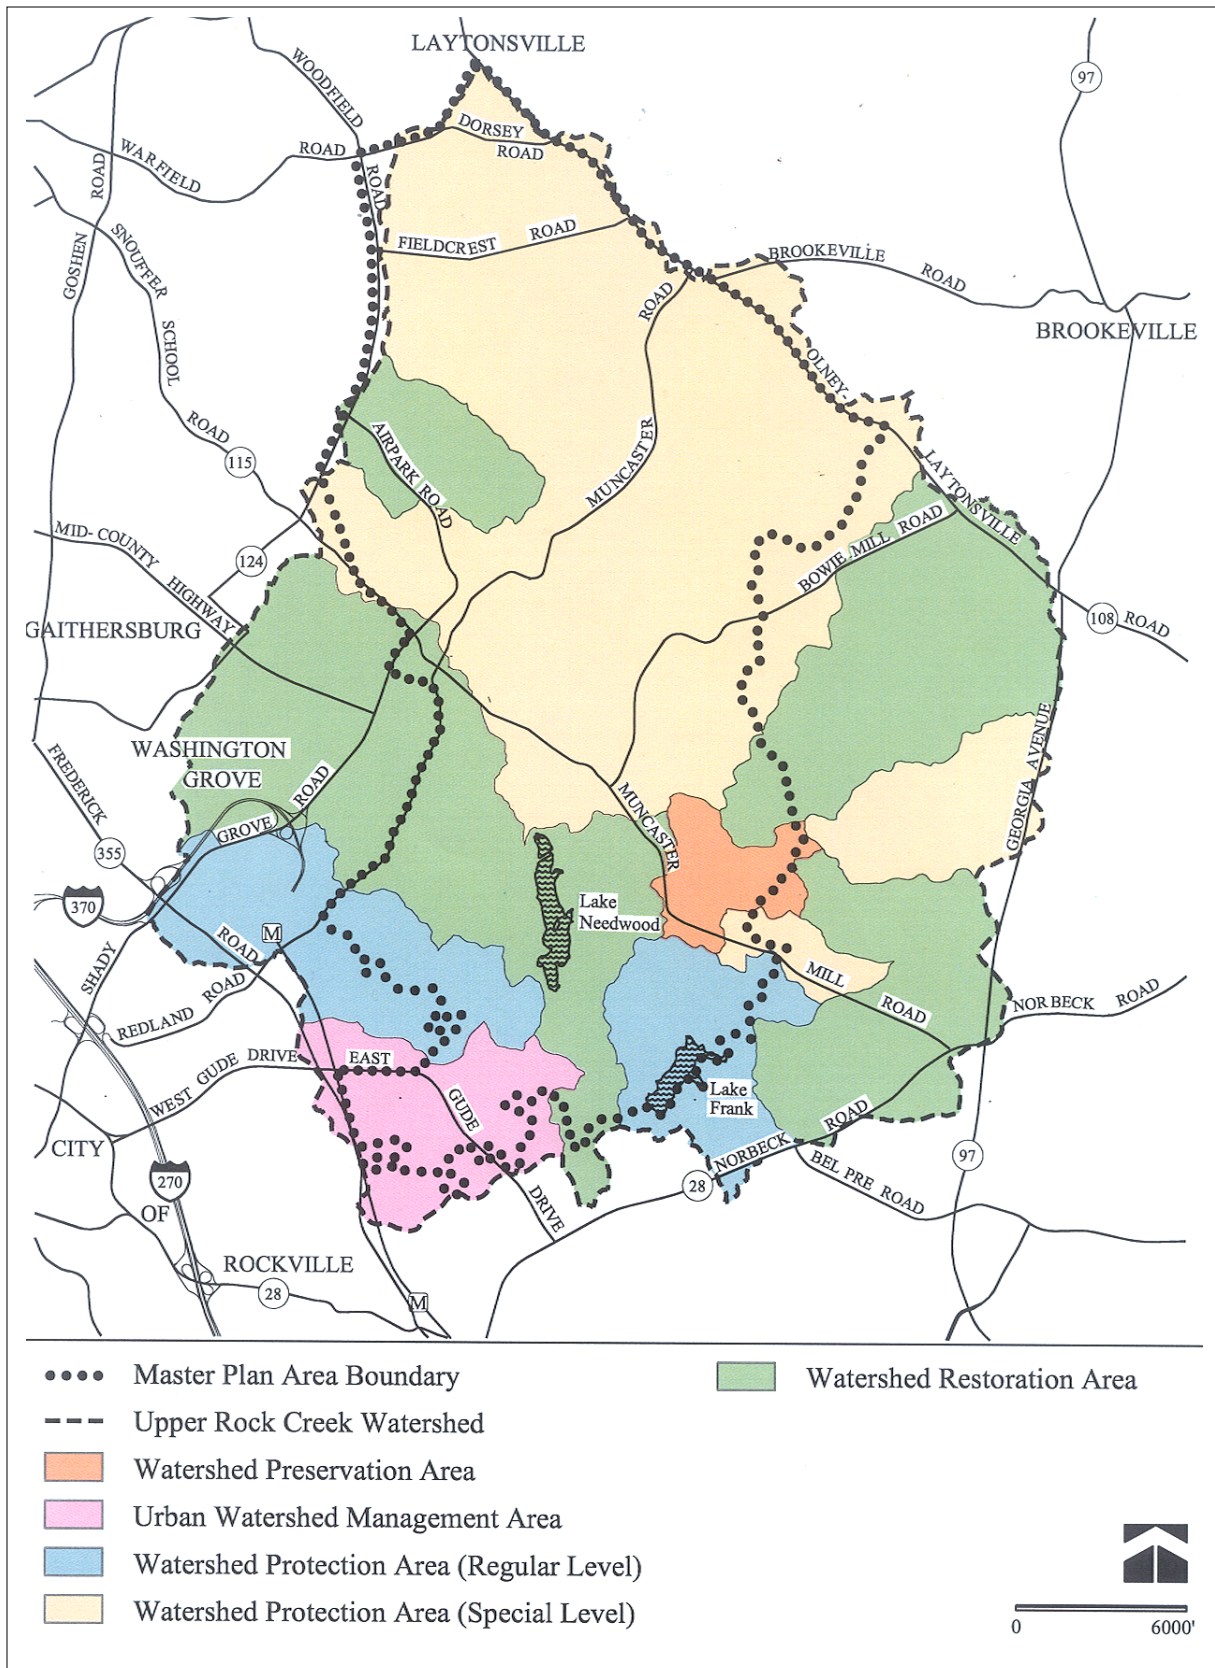 LAYTONSVILLE
WOODFIELD
ROAD
97
DORSEY
ROAD
WARFIELD
ROAD
GOSHEN
ROAD
SNOUFFER
SCHOOL
ROAD
FIELDCREST
ROAD
BROOKEVILLE
ROAD
BROOKEVILLE
MUNCASTER
ROAD
OLNEY-
LAYTONSVILLE
ROAD
108
AIRPARK ROAD
115
124
MID-COUNTY
HIGHWAY
GAITHERSBURG
BOWIE MILL ROAD
WASHINGTON
GROVE
GROVE
ROAD
FREDERICK
355
ROAD
370
SHADY
M
MUNCASTER
MILL
ROAD
GEORGIA AVENUE
Lake
Needwood
REDLAND
ROAD
NORBECK
ROAD
WEST GUDE DRIVE
EAST
GUDE
DRIVE
Lake
Frank
CITY
OF
ROCKVILLE
270
28
M
28
NORBECK
ROAD
BEL PRE ROAD
97
Master Plan Area Boundary
Upper Rock Creek Watershed
Watershed Preservation Area
Urban Watershed Management Area
Watershed Protection Area (Regular Level)
Watershed Protection Area (Special Level)
Watershed Restoration Area
0 6000'